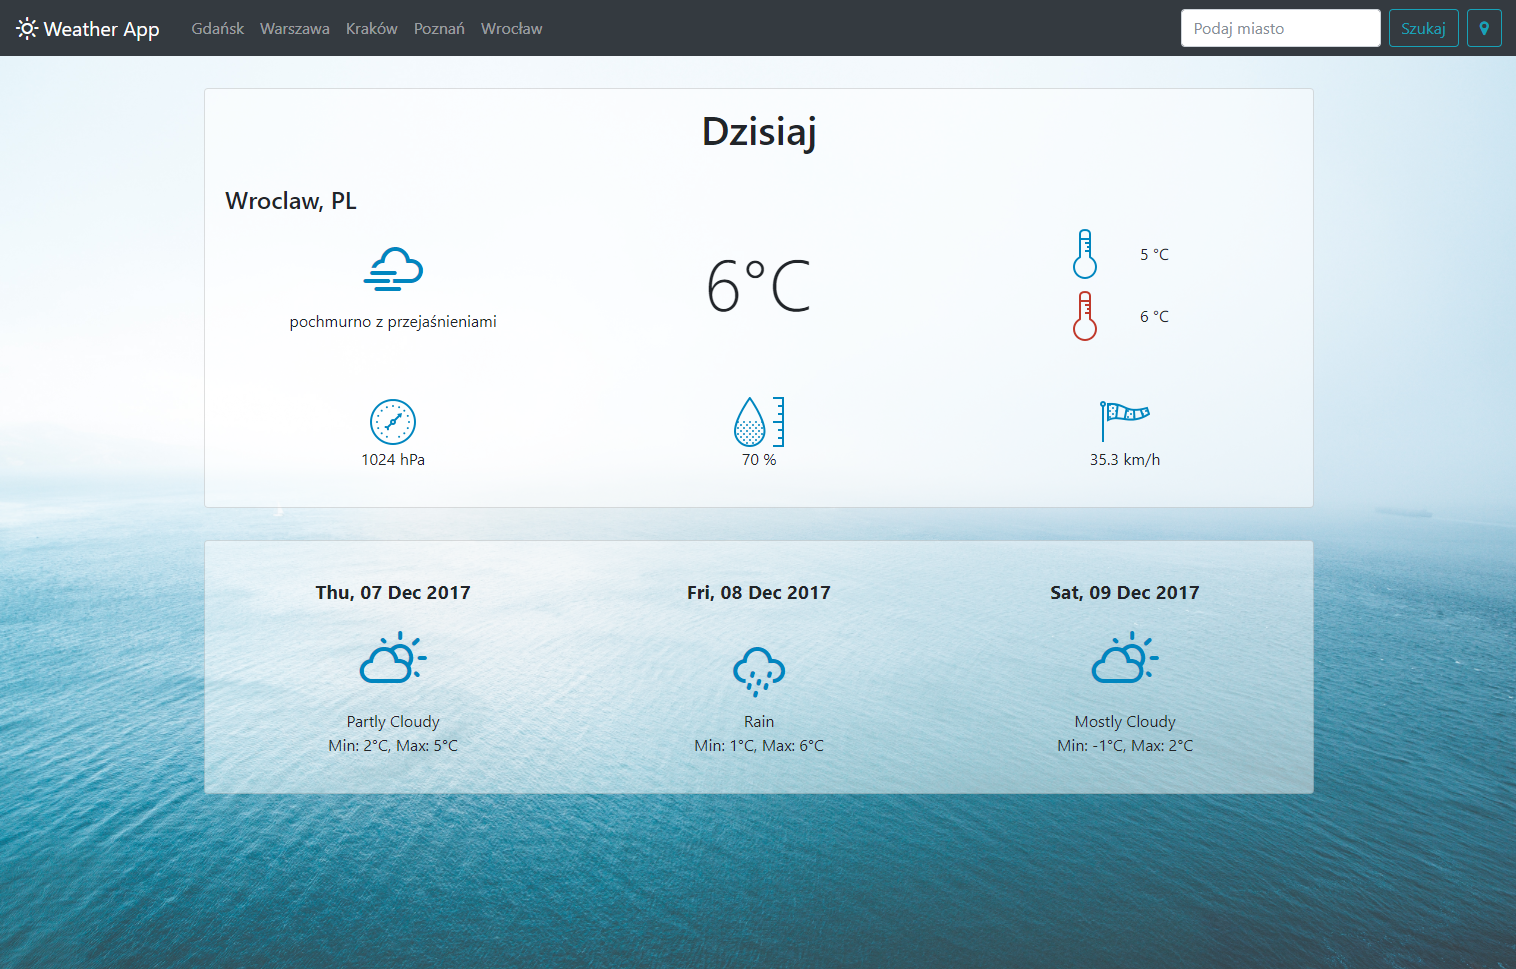 Weather App Gdańsk Warszawa Kraków Poznań Wrocław Podaj miasto Szukaj
Dzisiaj
Wroclaw, PL
pochmurno z przejaśnieniami
6°C
5 °C
6 °C
1024 hPa
70 %
35.3 km/h
Thu, 07 Dec 2017
Partly Cloudy
Min: 2°C, Max: 5°C
Fri, 08 Dec 2017
Rain
Min: 1°C, Max: 6°C
Sat, 09 Dec 2017
Mostly Cloudy
Min: -1°C, Max: 2°C